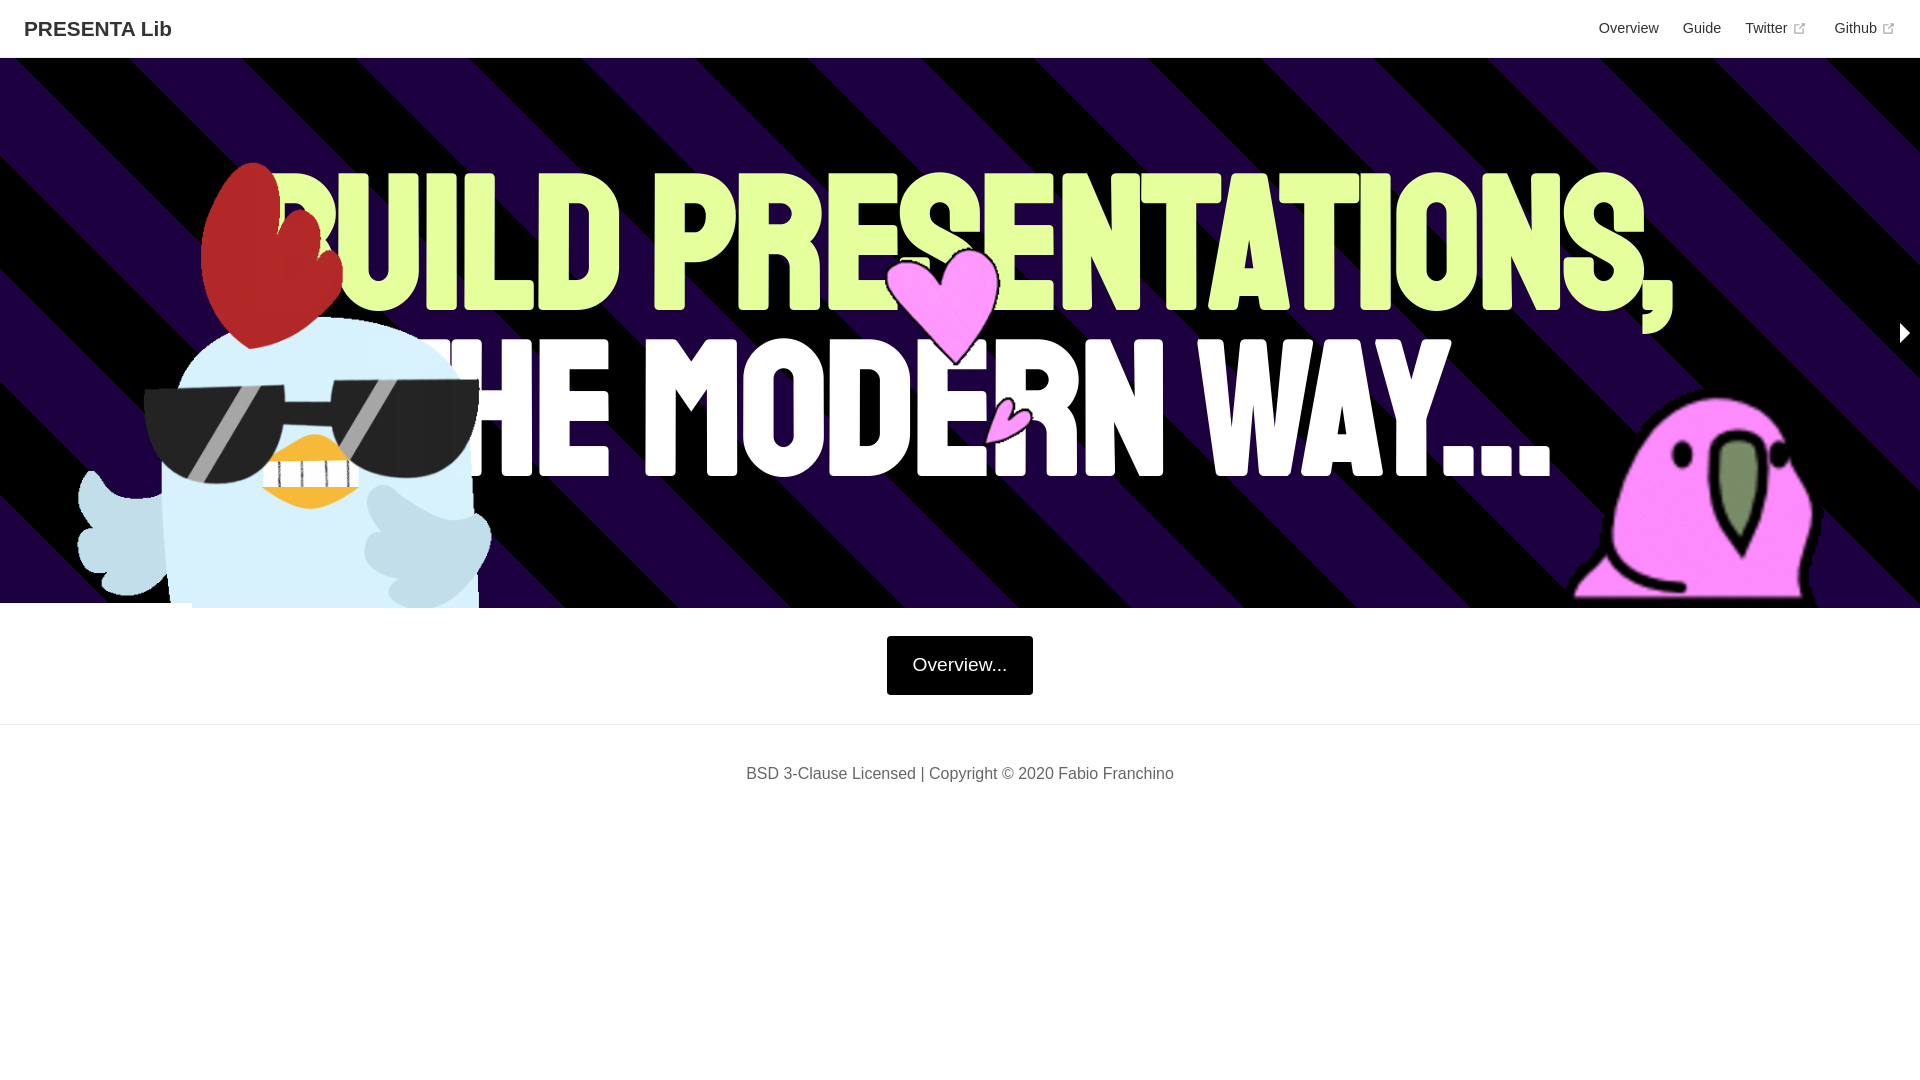 PRESENTA Lib
Overview
Guide
Twitter
Github
BUILD PRESENTATIONS,
THE MODERN WAY...
Overview...
BSD 3-Clause Licensed | Copyright © 2020 Fabio Franchino